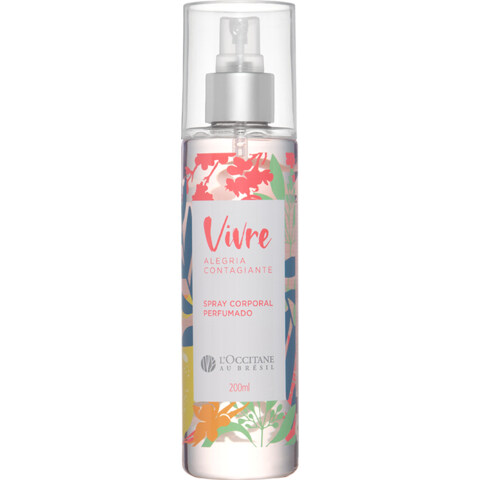 Vivre
ALEGRIA
CONTAGIANTE
SPRAY CORPORAL
PERFUMADO
L'OCCITANE
AU BRÉSIL
200ml